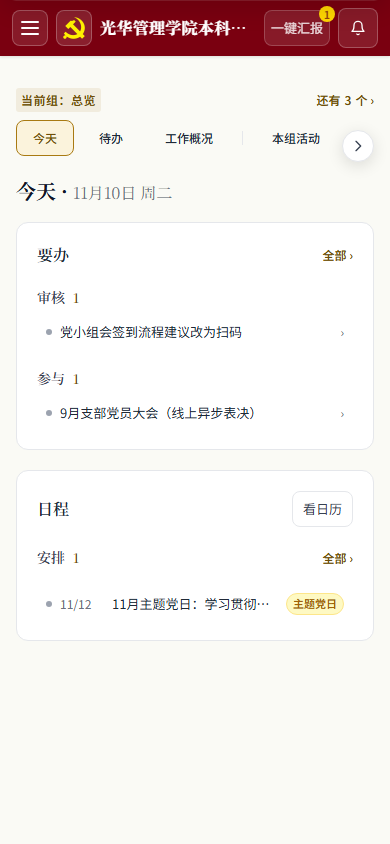 光华管理学院本科…
一键汇报
1
当前组：总览
还有 3 个 ›
今天
待办
工作概况
本组活动
今天 · 11月10日 周二
要办
全部 ›
审核 1
党小组会签到流程建议改为扫码 ›
参与 1
9月支部党员大会（线上异步表决） ›
日程
看日历
安排 1
全部 ›
11/12 11月主题党日：学习贯彻… 主题党日